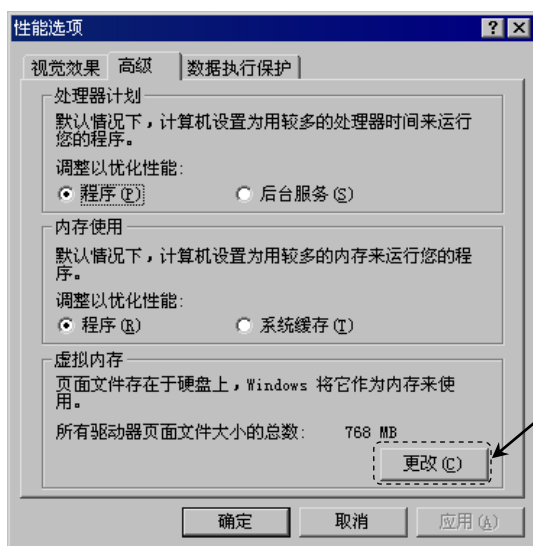 性能选项
视觉效果 高级 数据执行保护
处理器计划
默认情况下，计算机设置为用较多的处理器时间来运行
您的程序。
调整以优化性能:
程序(P) 后台服务(S)
内存使用
默认情况下，计算机设置为用较多的内存来运行您的程
序。
调整以优化性能:
程序(R) 系统缓存(T)
虚拟内存
页面文件存在于硬盘上，Windows 将它作为内存来使
用。
所有驱动器页面文件大小的总数: 768 MB
更改(C)
确定 取消 应用(A)